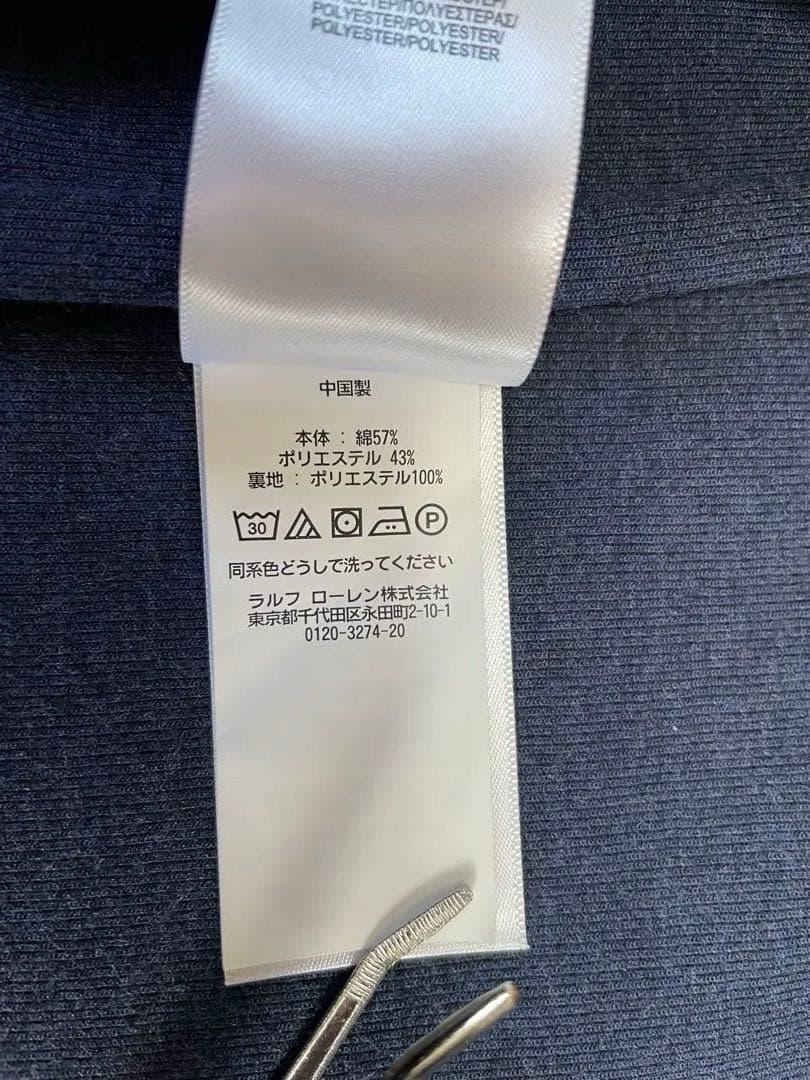 POLYESTER/POLYESTER/
POLYESTER/POLYESTER
中国製
本体 : 綿57%
ポリエステル 43%
裏地 : ポリエステル100%
30
P
同系色どうしで洗ってください
ラルフ ローレン株式会社
東京都千代田区永田町2-10-1
0120-3274-20